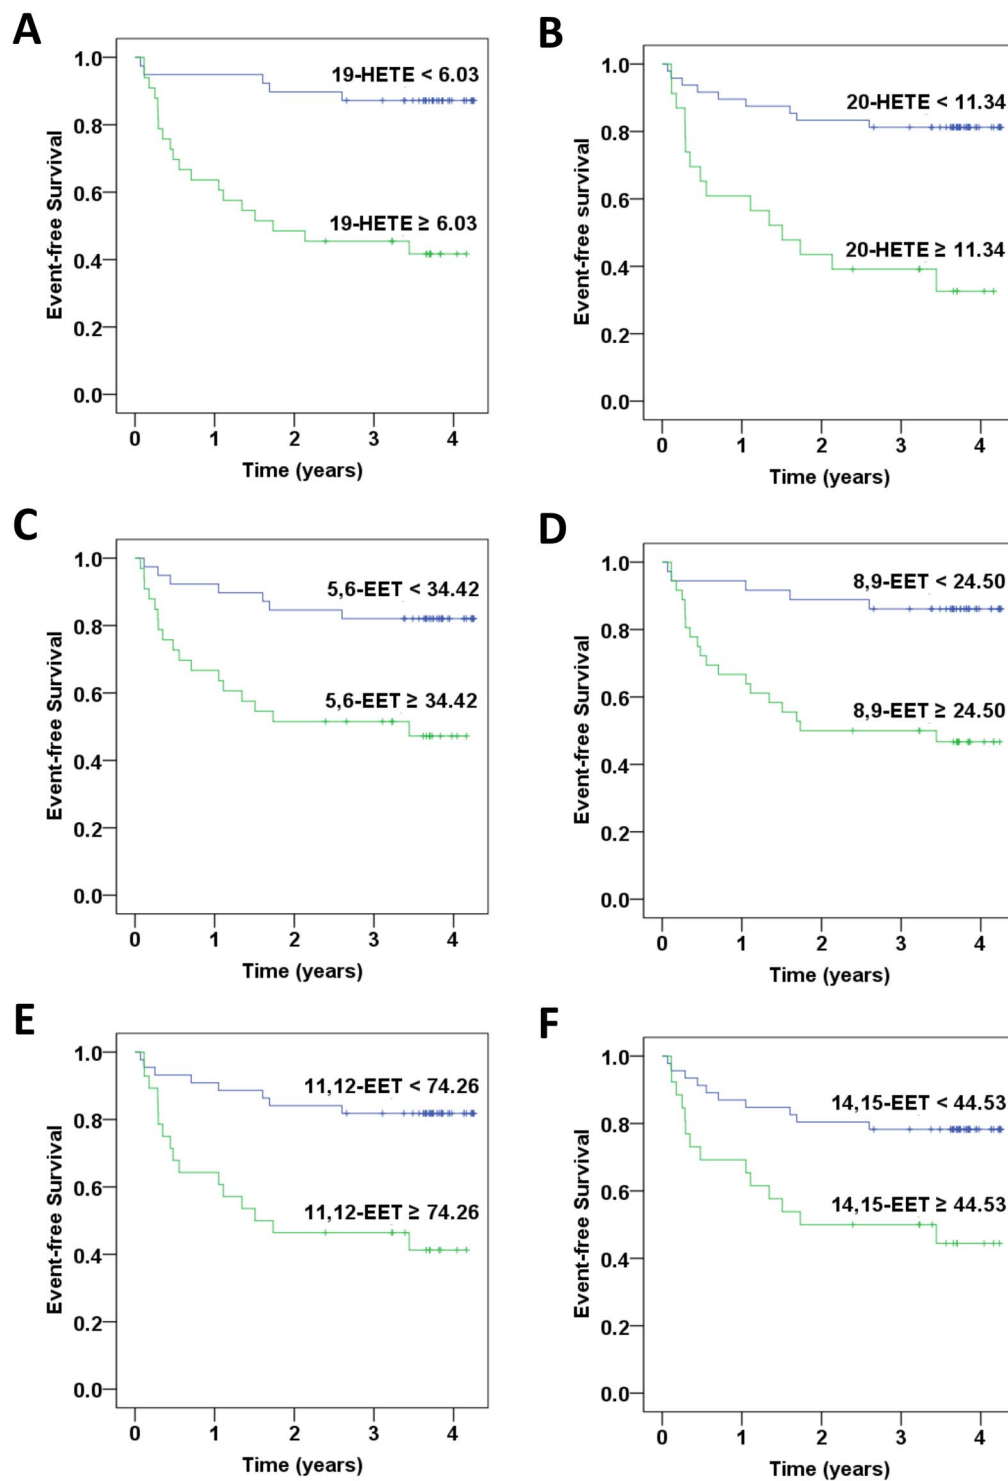 A
Event-free Survival
1.0
0.8
0.6
0.4
0.2
0.0
19-HETE < 6.03
19-HETE ≥ 6.03
0 1 2 3 4
Time (years)
B
Event-free survival
1.0
0.8
0.6
0.4
0.2
0.0
20-HETE < 11.34
20-HETE ≥ 11.34
0 1 2 3 4
Time (years)
C
Event-free Survival
1.0
0.8
0.6
0.4
0.2
0.0
5,6-EET < 34.42
5,6-EET ≥ 34.42
0 1 2 3 4
Time (years)
D
Event-free Survival
1.0
0.8
0.6
0.4
0.2
0.0
8,9-EET < 24.50
8,9-EET ≥ 24.50
0 1 2 3 4
Time (years)
E
Event-free Survival
1.0
0.8
0.6
0.4
0.2
0.0
11,12-EET < 74.26
11,12-EET ≥ 74.26
0 1 2 3 4
Time (years)
F
Event-free Survival
1.0
0.8
0.6
0.4
0.2
0.0
14,15-EET < 44.53
14,15-EET ≥ 44.53
0 1 2 3 4
Time (years)